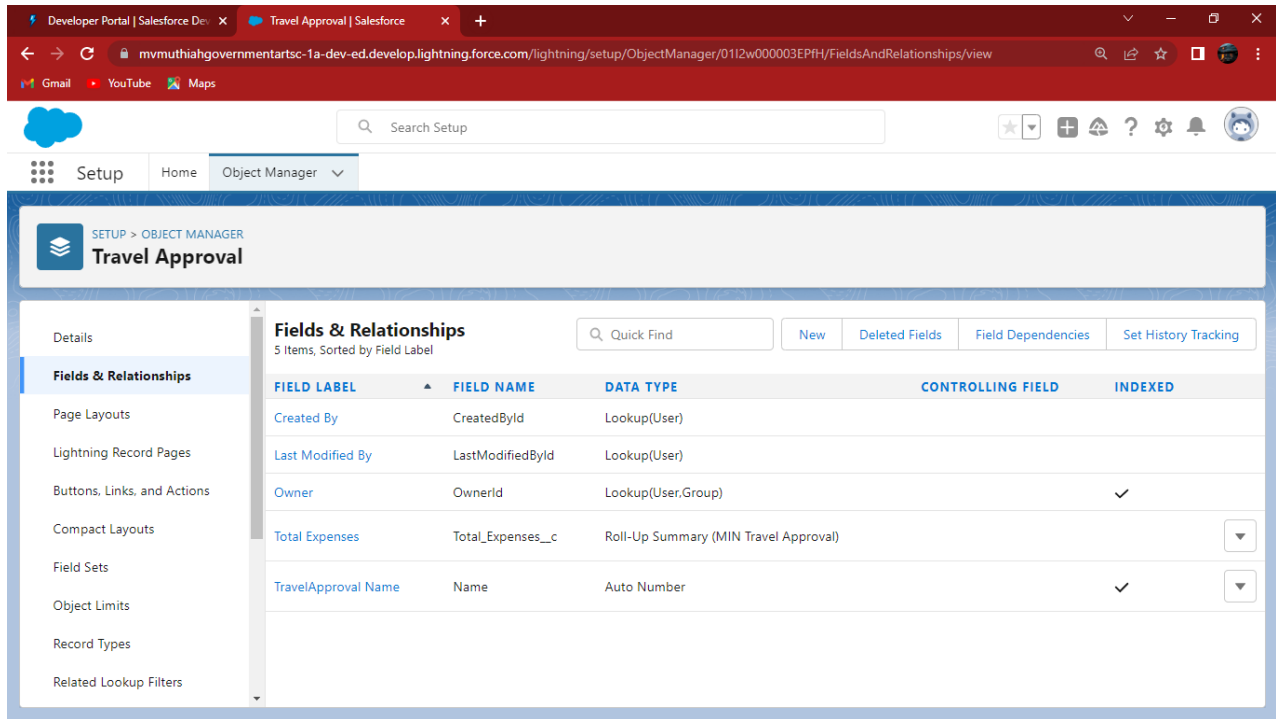 Developer Portal | Salesforce Dev
Travel Approval | Salesforce
mvmuthiahgovernmentartsc-1a-dev-ed.develop.lightning.force.com/lightning/setup/ObjectManager/01I2w000003EPfH/FieldsAndRelationships/view
Gmail YouTube Maps
Search Setup
Setup Home Object Manager
SETUP > OBJECT MANAGER
Travel Approval
Details
Fields & Relationships
Page Layouts
Lightning Record Pages
Buttons, Links, and Actions
Compact Layouts
Field Sets
Object Limits
Record Types
Related Lookup Filters
Fields & Relationships
5 Items, Sorted by Field Label
Quick Find New Deleted Fields Field Dependencies Set History Tracking
FIELD LABEL FIELD NAME DATA TYPE CONTROLLING FIELD INDEXED
Created By CreatedById Lookup(User)
Last Modified By LastModifiedById Lookup(User)
Owner OwnerId Lookup(User,Group)
Total Expenses Total_Expenses__c Roll-Up Summary (MIN Travel Approval)
TravelApproval Name Name Auto Number